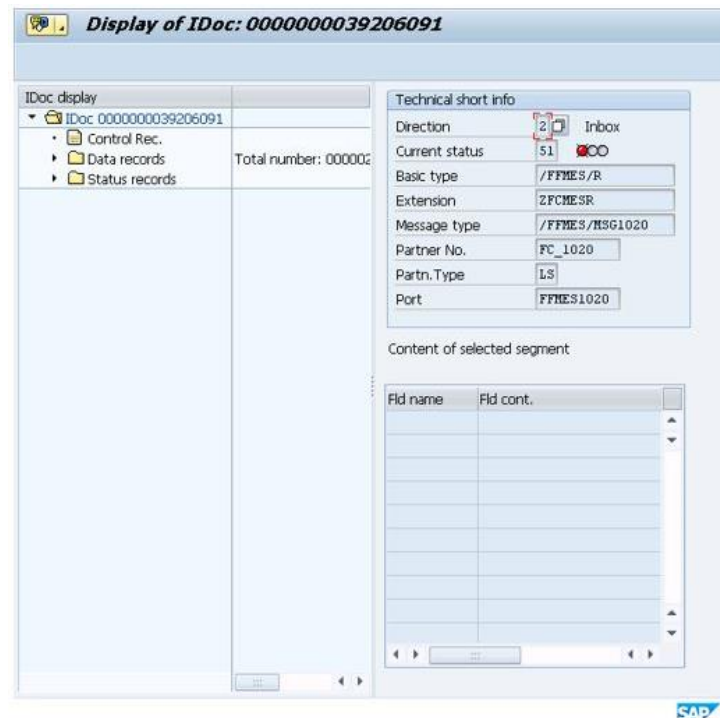 Display of IDoc: 0000000039206091
IDoc display
IDoc 0000000039206091
Control Rec.
Data records Total number: 000002
Status records
Technical short info
Direction 2 Inbox
Current status 51
Basic type /FFMES/R
Extension ZFCMESR
Message type /FFMES/MSG1020
Partner No. FC_1020
Partn.Type LS
Port FFMES1020
Content of selected segment
Fld name Fld cont.
SAP